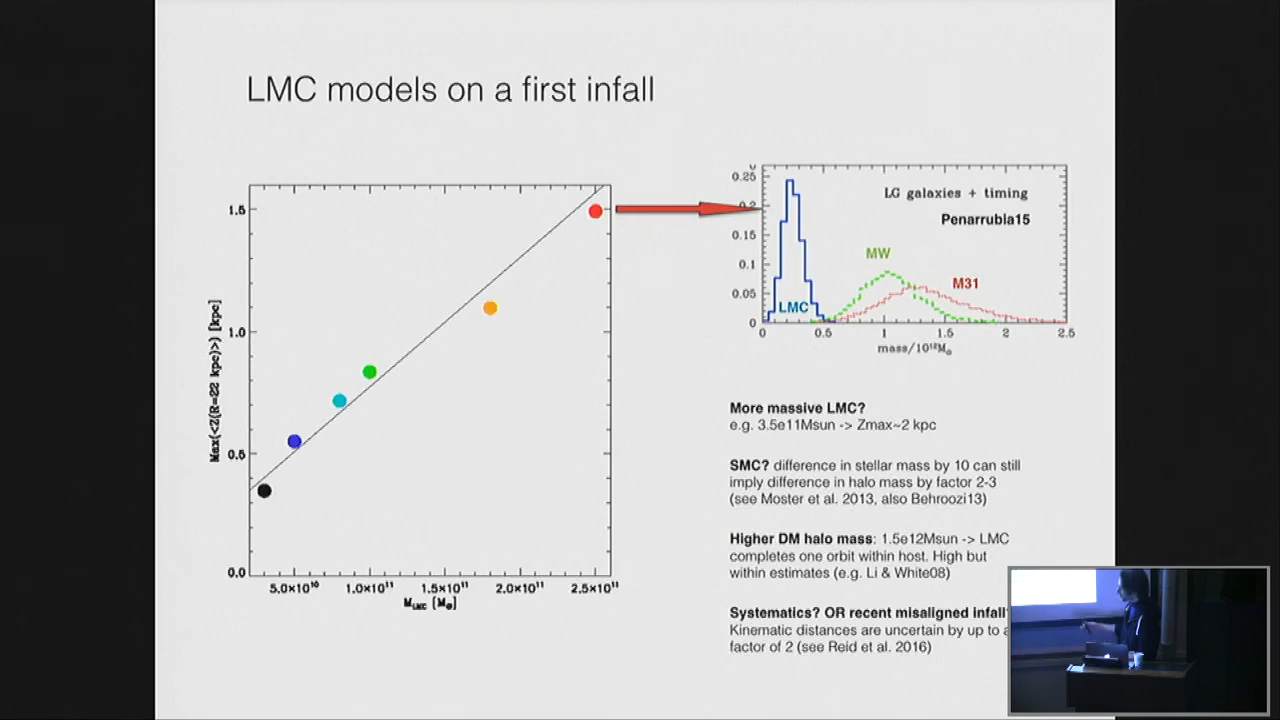 LMC models on a first infall
Max(<Z(R=22 kpc)>) [kpc]
1.5
1.0
0.5
0.0
5.0×10¹⁰
1.0×10¹¹
1.5×10¹¹
2.0×10¹¹
2.5×10¹¹
M_LMC [M⊙]
0.25
0.2
0.15
0.1
0.05
0
LG galaxies + timing
Penarrubia15
MW
M31
LMC
0 0.5 1 1.5 2 2.5
mass/10¹²M⊙
More massive LMC?
e.g. 3.5e11Msun -> Zmax~2 kpc
SMC? difference in stellar mass by 10 can still
imply difference in halo mass by factor 2-3
(see Moster et al. 2013, also Behroozi13)
Higher DM halo mass: 1.5e12Msun -> LMC
completes one orbit within host. High but
within estimates (e.g. Li & White08)
Systematics? OR recent misaligned infall
Kinematic distances are uncertain by up to a
factor of 2 (see Reid et al. 2016)